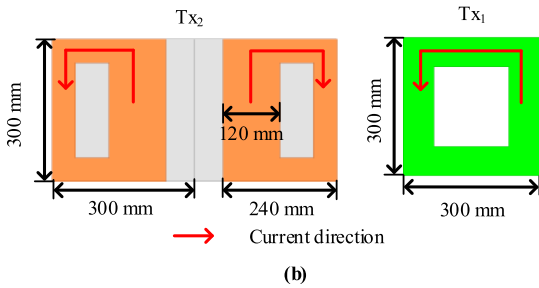 Tx₂
Tx₁
300 mm
120 mm
300 mm
300 mm
240 mm
300 mm
Current direction
(b)